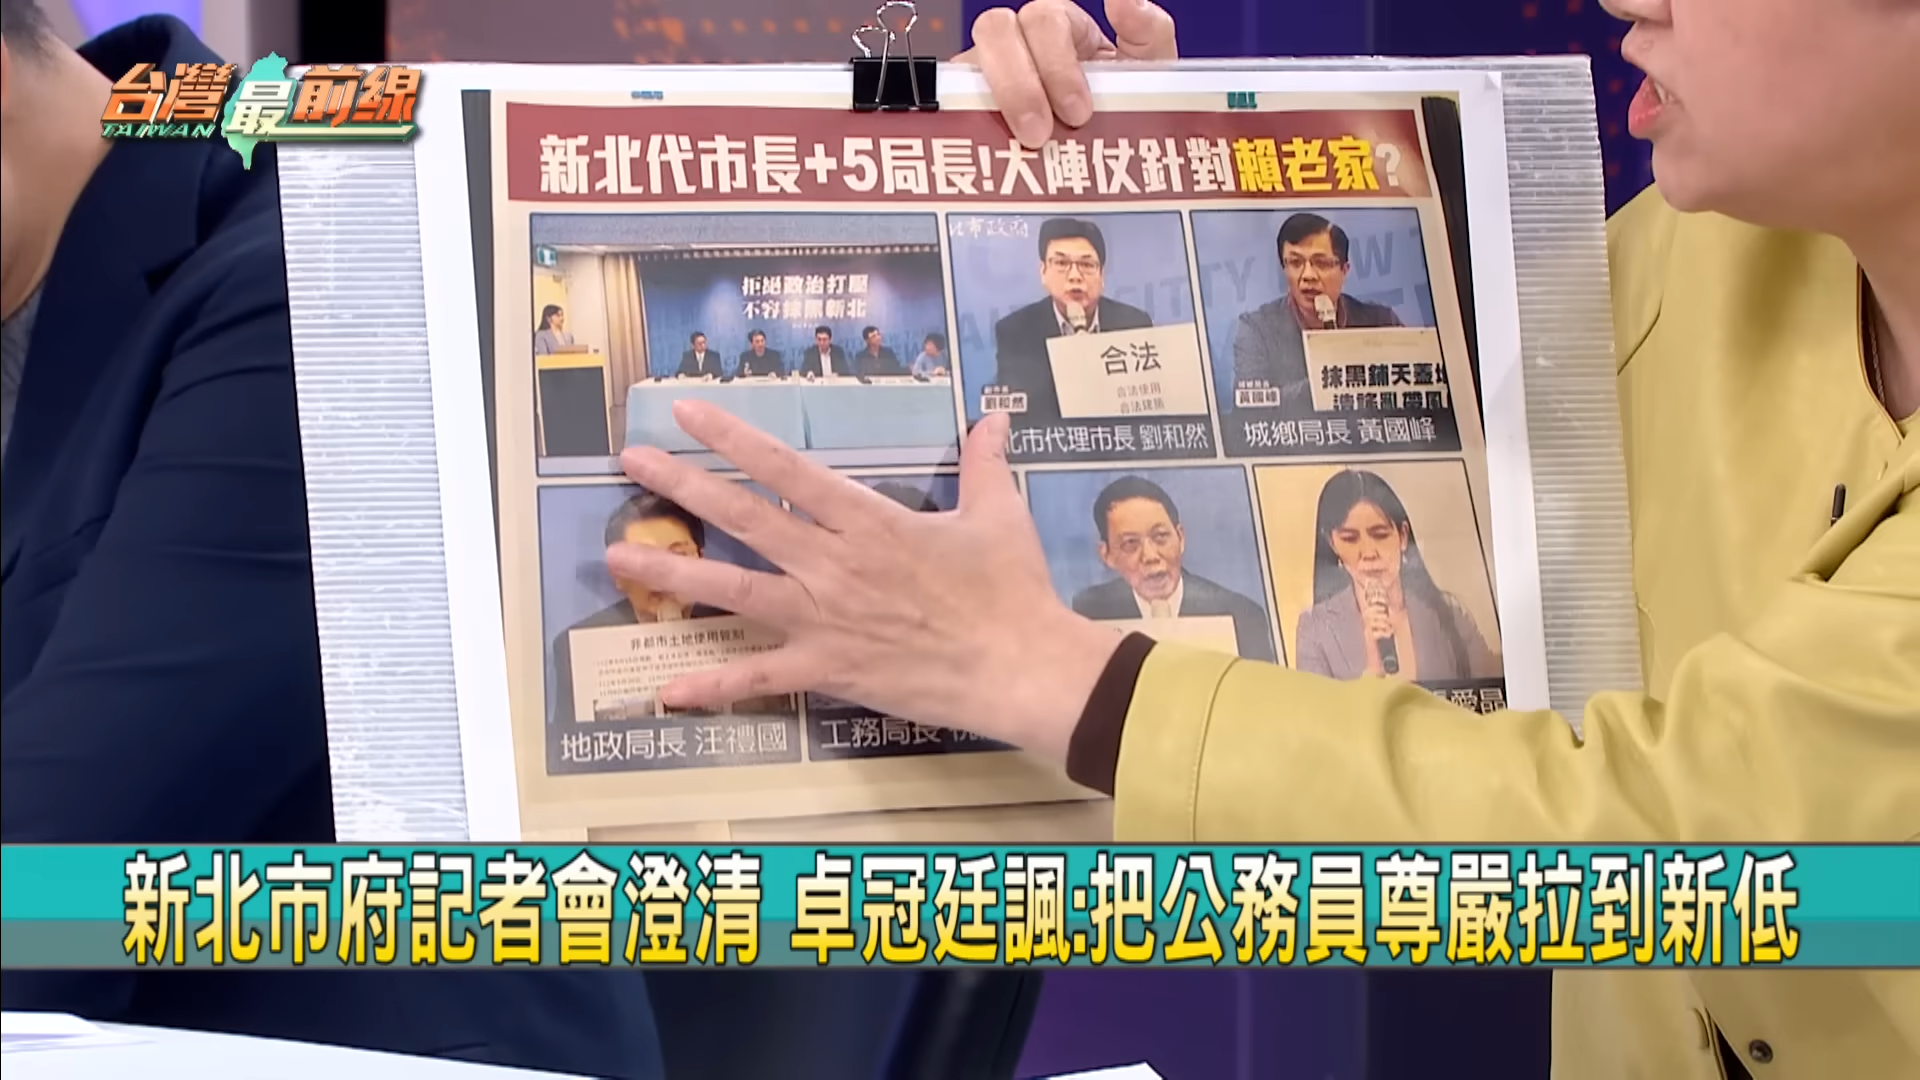 台灣最前線
TAIWAN
新北代市長+5局長!大陣仗針對賴老家?
拒絕政治打壓
不容抹黑新北
北市政府
合法
合法使用
合法建築
劉和然
北市代理市長 劉和然
抹黑鋪天蓋地
黃國峰
城鄉局長 黃國峰
非都市土地使用管制
地政局長 汪禮國
工務局長
新北市府記者會澄清 卓冠廷諷:把公務員尊嚴拉到新低